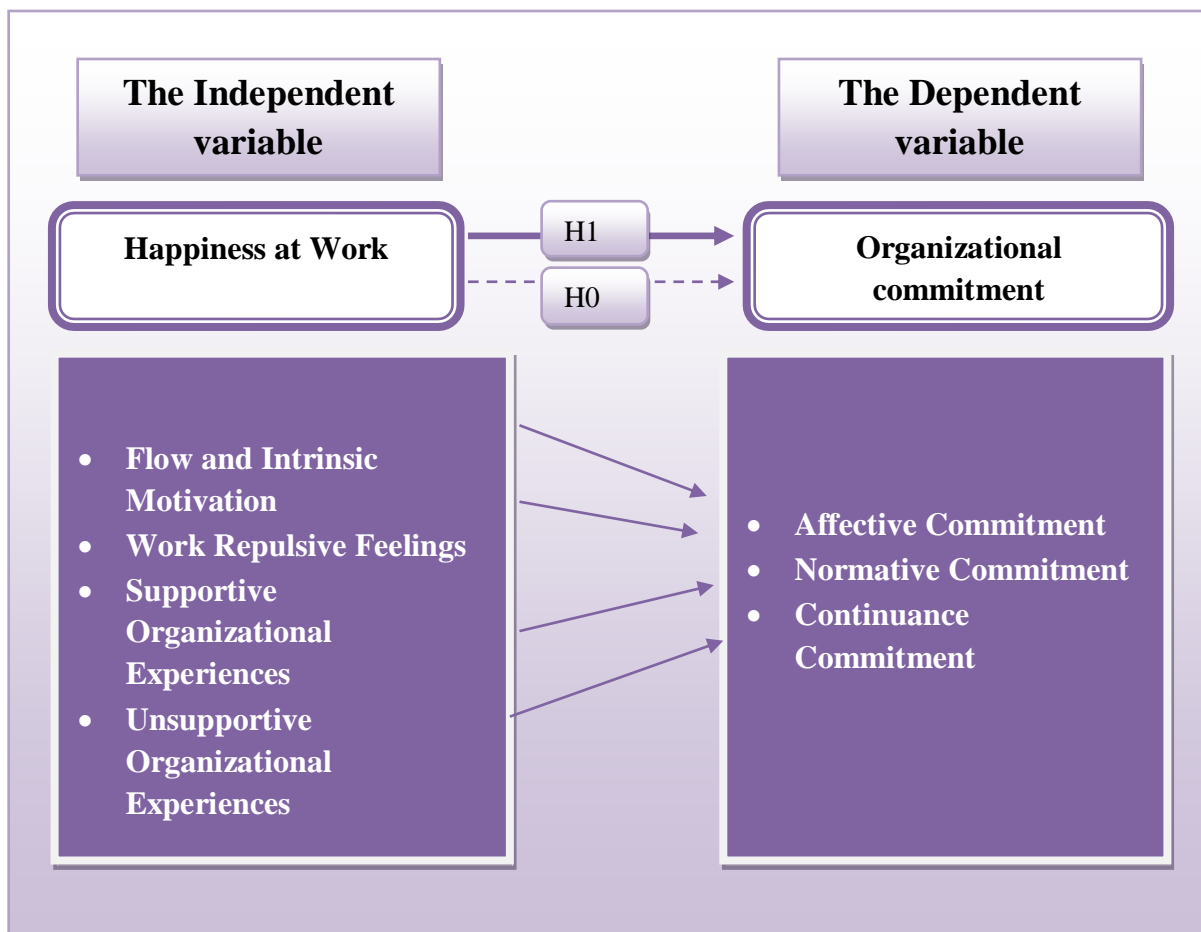 The Independent
variable
The Dependent
variable
Happiness at Work
H1
H0
Organizational
commitment
• Flow and Intrinsic
Motivation
• Work Repulsive Feelings
• Supportive
Organizational
Experiences
• Unsupportive
Organizational
Experiences
• Affective Commitment
• Normative Commitment
• Continuance
Commitment